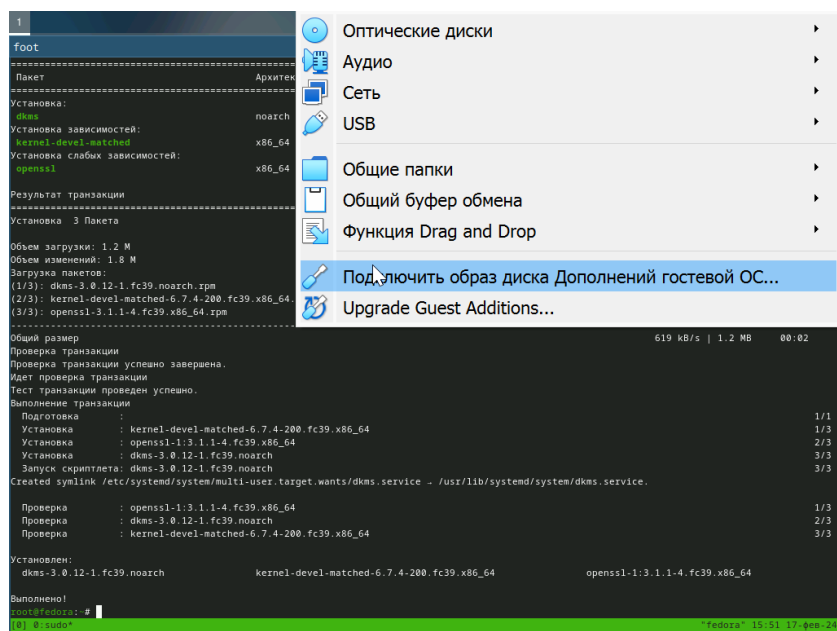 1
foot
Пакет Архитек
Установка:
dkms noarch
Установка зависимостей:
kernel-devel-matched x86_64
Установка слабых зависимостей:
openssl x86_64
Результат транзакции
Установка 3 Пакета
Объем загрузки: 1.2 M
Объем изменений: 1.8 M
Загрузка пакетов:
(1/3): dkms-3.0.12-1.fc39.noarch.rpm
(2/3): kernel-devel-matched-6.7.4-200.fc39.x86_64.
(3/3): openssl-3.1.1-4.fc39.x86_64.rpm
Оптические диски
Аудио
Сеть
USB
Общие папки
Общий буфер обмена
Функция Drag and Drop
Подключить образ диска Дополнений гостевой ОС...
Upgrade Guest Additions...
Общий размер 619 kB/s | 1.2 MB 00:02
Проверка транзакции
Проверка транзакции успешно завершена.
Идет проверка транзакции
Тест транзакции проведен успешно.
Выполнение транзакции
Подготовка : 1/1
Установка : kernel-devel-matched-6.7.4-200.fc39.x86_64 1/3
Установка : openssl-1:3.1.1-4.fc39.x86_64 2/3
Установка : dkms-3.0.12-1.fc39.noarch 3/3
Запуск скриптлета: dkms-3.0.12-1.fc39.noarch 3/3
Created symlink /etc/systemd/system/multi-user.target.wants/dkms.service → /usr/lib/systemd/system/dkms.service.
Проверка : openssl-1:3.1.1-4.fc39.x86_64 1/3
Проверка : dkms-3.0.12-1.fc39.noarch 2/3
Проверка : kernel-devel-matched-6.7.4-200.fc39.x86_64 3/3
Установлен:
dkms-3.0.12-1.fc39.noarch kernel-devel-matched-6.7.4-200.fc39.x86_64 openssl-1:3.1.1-4.fc39.x86_64
Выполнено!
root@fedora:~#
[0] 0:sudo* "fedora" 15:51 17-фев-24